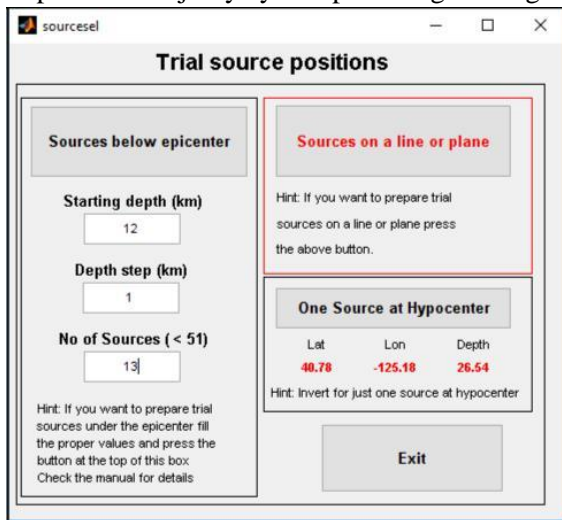 sourcesel
Trial source positions
Sources below epicenter
Starting depth (km)
12
Depth step (km)
1
No of Sources ( < 51)
13
Hint: If you want to prepare trial
sources under the epicenter fill
the proper values and press the
button at the top of this box
Check the manual for details
Sources on a line or plane
Hint: If you want to prepare trial
sources on a line or plane press
the above button.
One Source at Hypocenter
Lat Lon Depth
40.78 -125.18 26.54
Hint: Invert for just one source at hypocenter
Exit